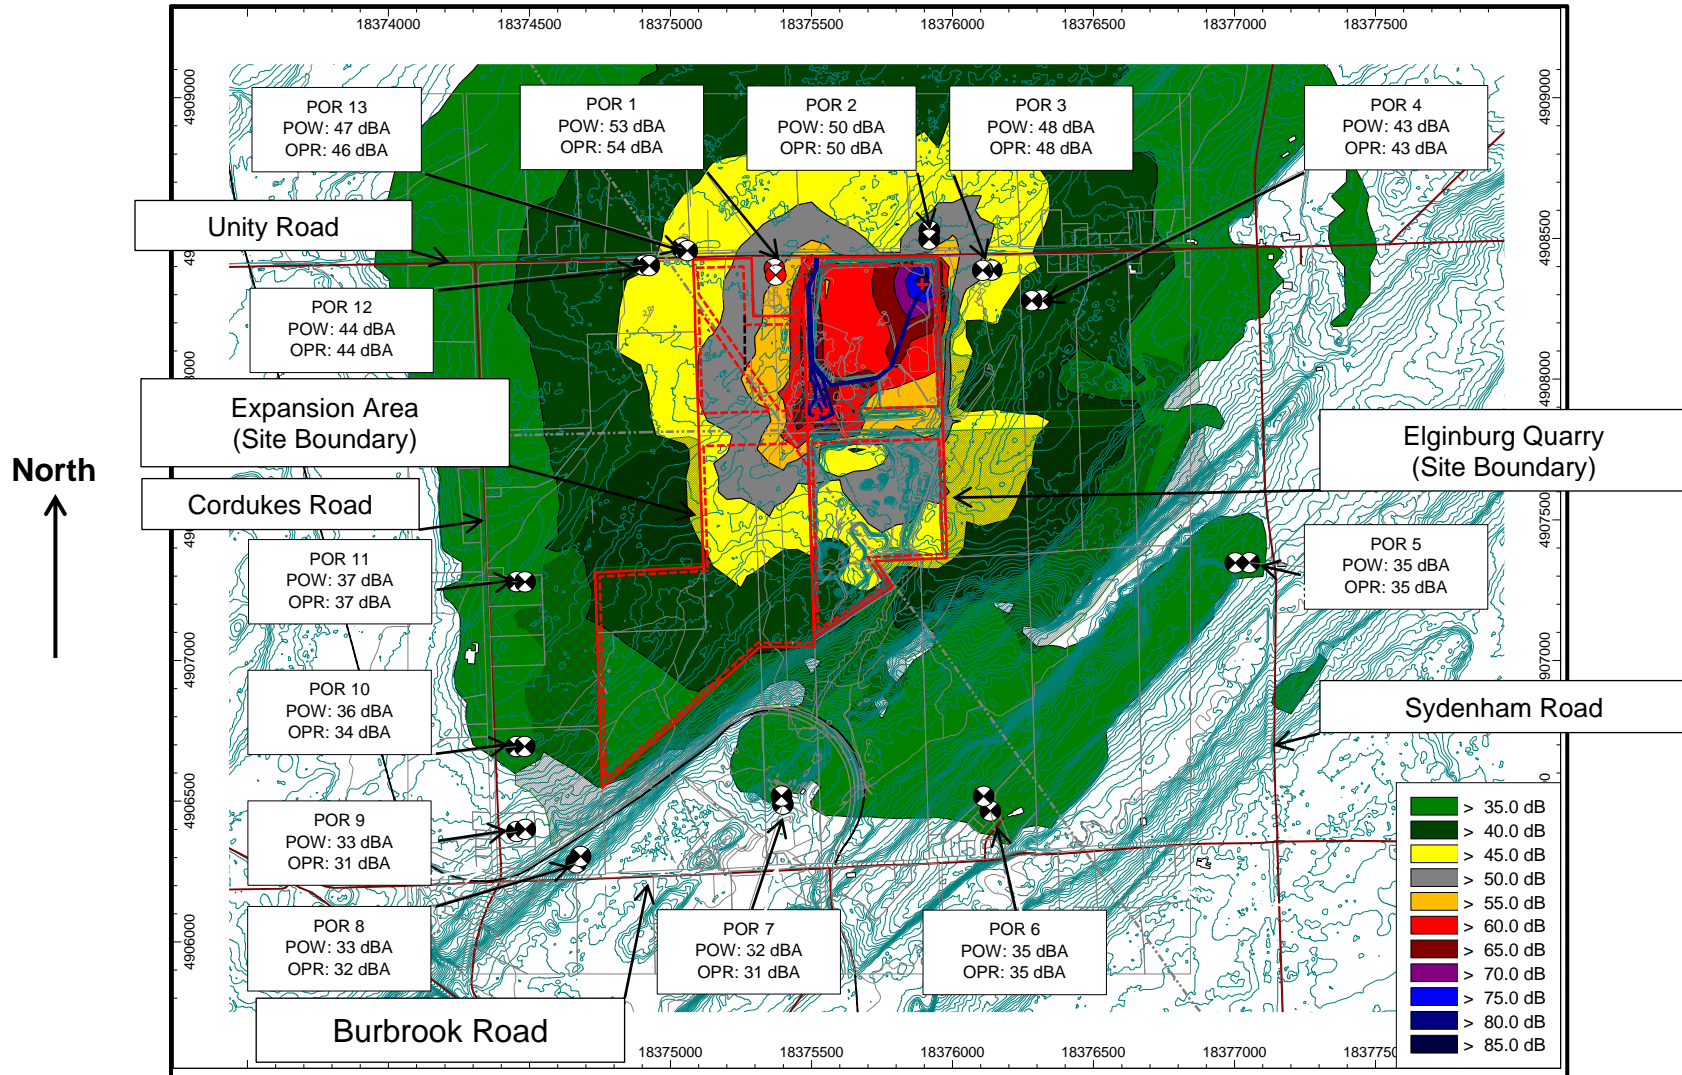 18374000 18374500 18375000 18375500 18376000 18376500 18377000 18377500
4909000
4909000
POR 13
POW: 47 dBA
OPR: 46 dBA
POR 1
POW: 53 dBA
OPR: 54 dBA
POR 2
POW: 50 dBA
OPR: 50 dBA
POR 3
POW: 48 dBA
OPR: 48 dBA
POR 4
POW: 43 dBA
OPR: 43 dBA
Unity Road
4908500
POR 12
POW: 44 dBA
OPR: 44 dBA
4908000
Expansion Area
(Site Boundary)
Elginburg Quarry
(Site Boundary)
North
Cordukes Road
4907500
POR 11
POW: 37 dBA
OPR: 37 dBA
POR 5
POW: 35 dBA
OPR: 35 dBA
4907000
4907000
POR 10
POW: 36 dBA
OPR: 34 dBA
Sydenham Road
4906500
POR 9
POW: 33 dBA
OPR: 31 dBA
POR 8
POW: 33 dBA
OPR: 32 dBA
4906000
POR 7
POW: 32 dBA
OPR: 31 dBA
POR 6
POW: 35 dBA
OPR: 35 dBA
Burbrook Road
> 35.0 dB
> 40.0 dB
> 45.0 dB
> 50.0 dB
> 55.0 dB
> 60.0 dB
> 65.0 dB
> 70.0 dB
> 75.0 dB
> 80.0 dB
> 85.0 dB
18375000 18375500 18376000 18376500 18377000